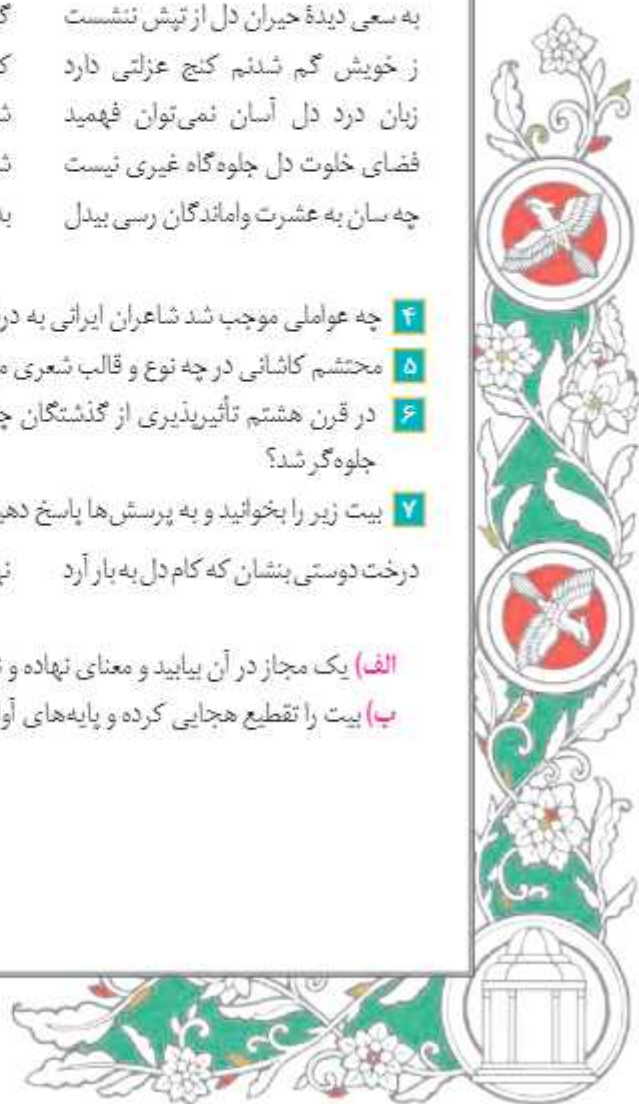 به سعی دیدهٔ حیران دل از تپش ننشست
ز خویش گم شدنم کنج عزلتی دارد
زبان درد دل آسان نمی‌توان فهمید
فضای خلوت دل جلوه‌گاه غیری نیست
چه سان به عشرت واماندگان رسی بیدل
۴ چه عواملی موجب شد شاعران ایرانی به
۵ محتشم کاشانی در چه نوع و قالب شعری
۶ در قرن هشتم تأثیرپذیری از گذشتگان
جلوه‌گر شد؟
۷ بیت زیر را بخوانید و به پرسش‌ها پاسخ
درخت دوستی بنشان که کام دل به بار آرد
الف) یک مجاز در آن بیابید و معنای نهاده و
ب) بیت را تقطیع هجایی کرده و پایه‌های